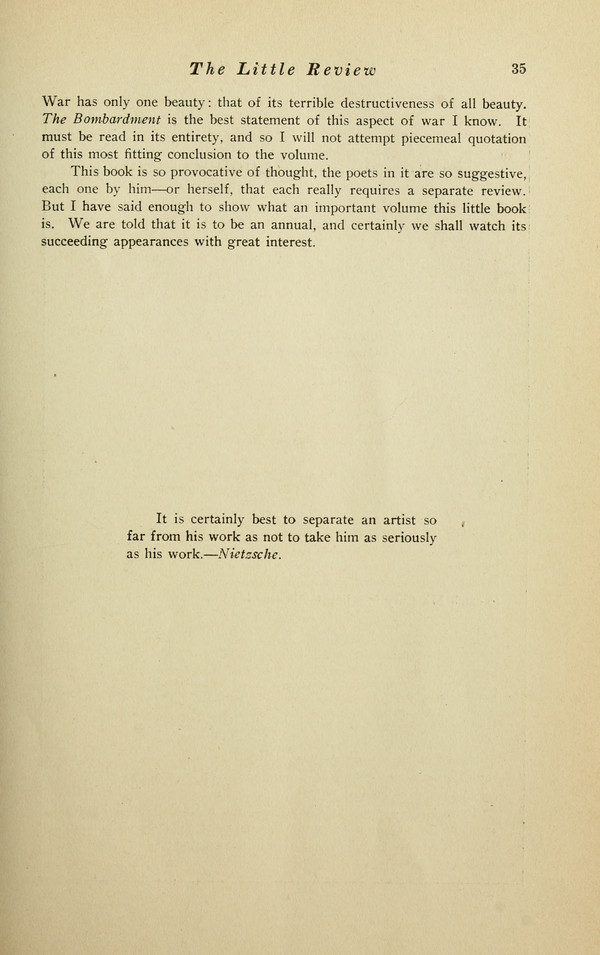 The Little Review 35
War has only one beauty: that of its terrible destructiveness of all beauty.
The Bombardment is the best statement of this aspect of war I know. It
must be read in its entirety, and so I will not attempt piecemeal quotation
of this most fitting conclusion to the volume.
This book is so provocative of thought, the poets in it are so suggestive,
each one by him—or herself, that each really requires a separate review.
But I have said enough to show what an important volume this little book
is. We are told that it is to be an annual, and certainly we shall watch its
succeeding appearances with great interest.
It is certainly best to separate an artist so
far from his work as not to take him as seriously
as his work.—Nietzsche.